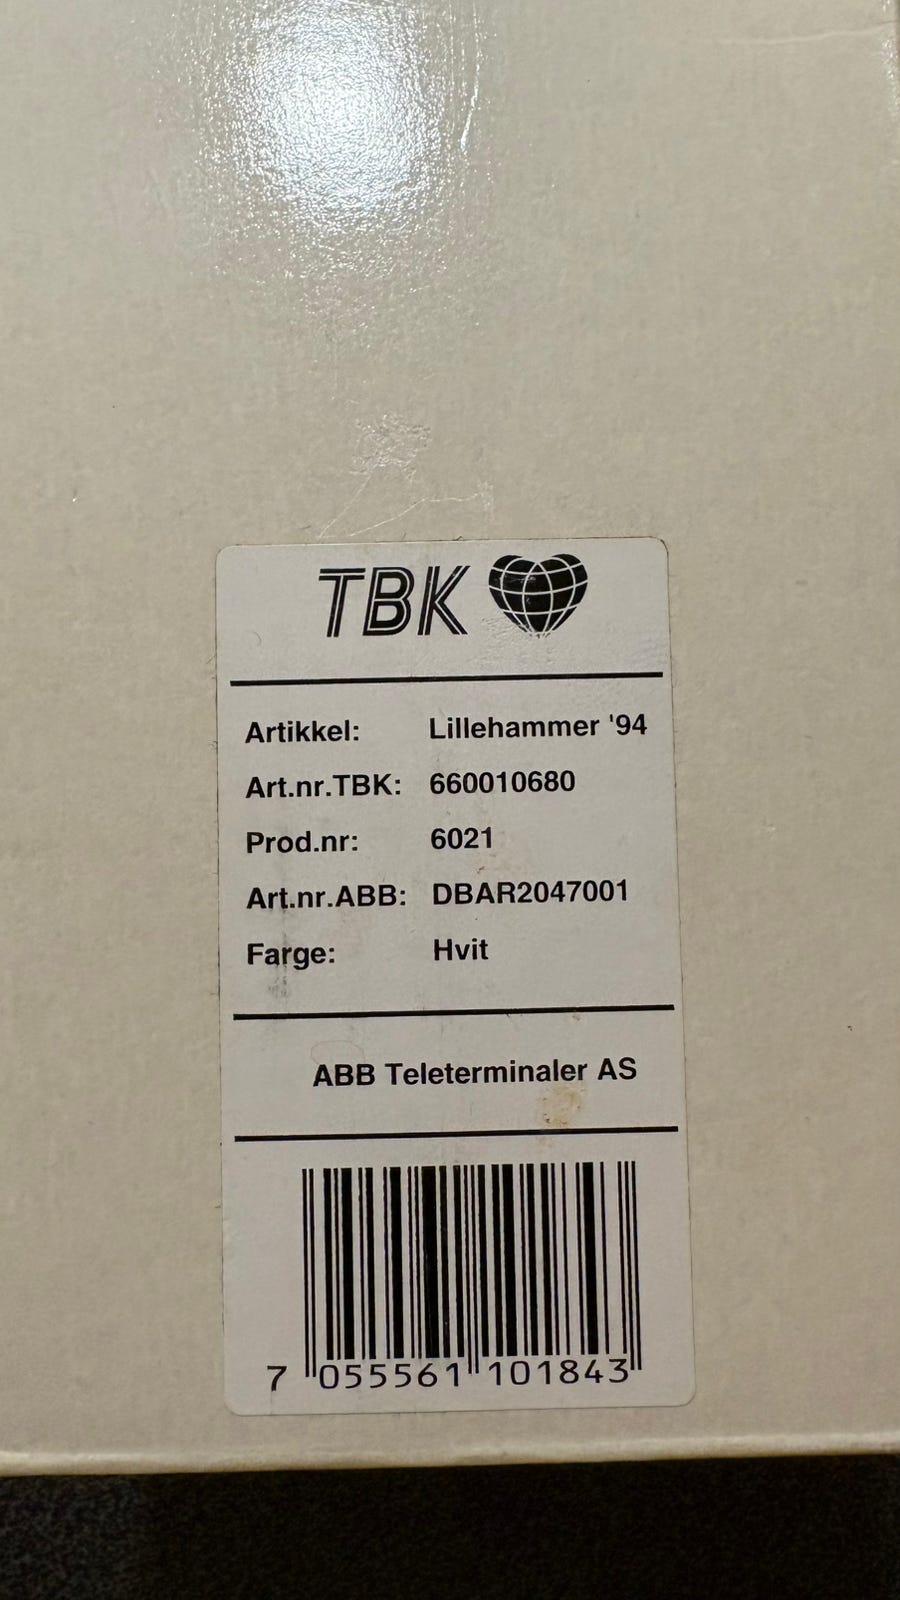 TBK
Artikkel: Lillehammer '94
Art.nr.TBK: 660010680
Prod.nr: 6021
Art.nr.ABB: DBAR2047001
Farge: Hvit
ABB Teleterminaler AS
7 055561 101843